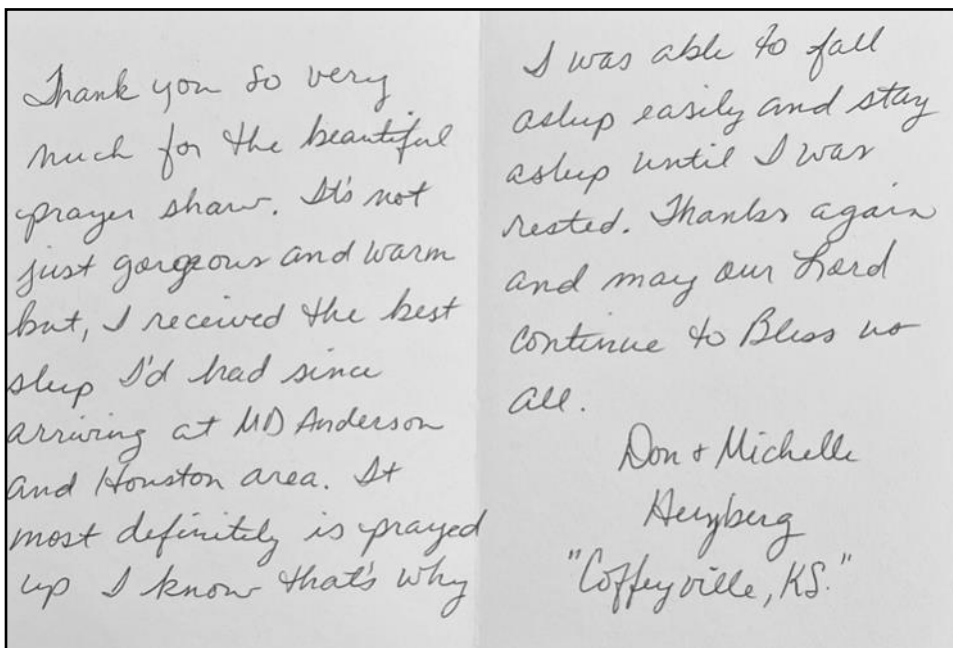 Thank you so very
much for the beautiful
prayer shawl. It's not
just gorgeous and warm
but, I received the best
sleep I'd had since
arriving at MD Anderson
and Houston area. It
most definitely is prayed
up I know that's why
I was able to fall
asleep easily and stay
asleep until I was
rested. Thanks again
and may our Lord
continue to Bless us
all.
Don & Michelle
Herzberg
"Coffeyville, KS."